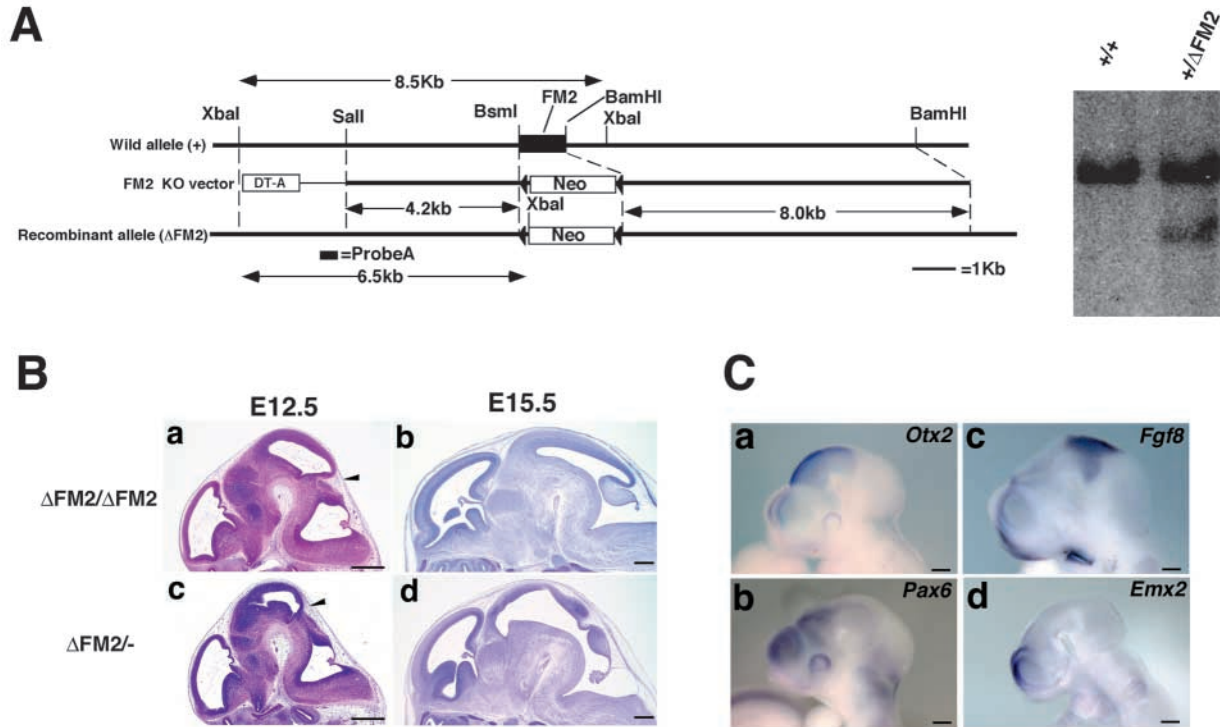 A
+/+
+/ΔFM2
8.5Kb
FM2
BamHI
XbaI
SalI
BsmI
XbaI
BamHI
Wild allele (+)
FM2 KO vector
DT-A
Neo
4.2kb
XbaI
8.0kb
Recombinant allele (ΔFM2)
Neo
=ProbeA
6.5kb
=1Kb
B
E12.5
E15.5
a
b
ΔFM2/ΔFM2
c
d
ΔFM2/-
C
a
Otx2
c
Fgf8
b
Pax6
d
Emx2